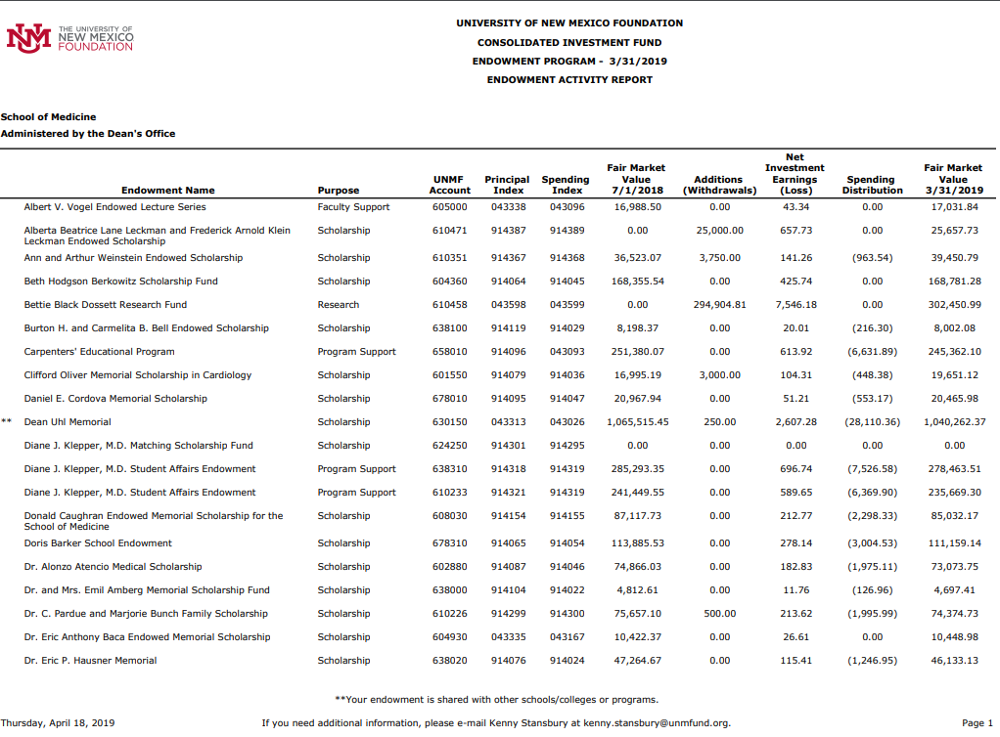 THE UNIVERSITY OF
NEW MEXICO
FOUNDATION
UNIVERSITY OF NEW MEXICO FOUNDATION
CONSOLIDATED INVESTMENT FUND
ENDOWMENT PROGRAM - 3/31/2019
ENDOWMENT ACTIVITY REPORT
School of Medicine
Administered by the Dean's Office
Endowment Name Purpose UNMF Account Principal Index Spending Index Fair Market Value 7/1/2018 Additions (Withdrawals) Net Investment Earnings (Loss) Spending Distribution Fair Market Value 3/31/2019
Albert V. Vogel Endowed Lecture Series Faculty Support 605000 043338 043096 16,988.50 0.00 43.34 0.00 17,031.84
Alberta Beatrice Lane Leckman and Frederick Arnold Klein Scholarship 610471 914387 914389 0.00 25,000.00 657.73 0.00 25,657.73
Leckman Endowed Scholarship
Ann and Arthur Weinstein Endowed Scholarship Scholarship 610351 914367 914368 36,523.07 3,750.00 141.26 (963.54) 39,450.79
Beth Hodgson Berkowitz Scholarship Fund Scholarship 604360 914064 914045 168,355.54 0.00 425.74 0.00 168,781.28
Bettie Black Dossett Research Fund Research 610458 043598 043599 0.00 294,904.81 7,546.18 0.00 302,450.99
Burton H. and Carmelita B. Bell Endowed Scholarship Scholarship 638100 914119 914029 8,198.37 0.00 20.01 (216.30) 8,002.08
Carpenters' Educational Program Program Support 658010 914096 043093 251,380.07 0.00 613.92 (6,631.89) 245,362.10
Clifford Oliver Memorial Scholarship in Cardiology Scholarship 601550 914079 914036 16,995.19 3,000.00 104.31 (448.38) 19,651.12
Daniel E. Cordova Memorial Scholarship Scholarship 678010 914095 914047 20,967.94 0.00 51.21 (553.17) 20,465.98
** Dean Uhl Memorial Scholarship 630150 043313 043026 1,065,515.45 250.00 2,607.28 (28,110.36) 1,040,262.37
Diane J. Klepper, M.D. Matching Scholarship Fund Scholarship 624250 914301 914295 0.00 0.00 0.00 0.00 0.00
Diane J. Klepper, M.D. Student Affairs Endowment Program Support 638310 914318 914319 285,293.35 0.00 696.74 (7,526.58) 278,463.51
Diane J. Klepper, M.D. Student Affairs Endowment Program Support 610233 914321 914319 241,449.55 0.00 589.65 (6,369.90) 235,669.30
Donald Caughran Endowed Memorial Scholarship for the Scholarship 608030 914154 914155 87,117.73 0.00 212.77 (2,298.33) 85,032.17
School of Medicine
Doris Barker School Endowment Scholarship 678310 914065 914054 113,885.53 0.00 278.14 (3,004.53) 111,159.14
Dr. Alonzo Atencio Medical Scholarship Scholarship 602880 914087 914046 74,866.03 0.00 182.83 (1,975.11) 73,073.75
Dr. and Mrs. Emil Amberg Memorial Scholarship Fund Scholarship 638000 914104 914022 4,812.61 0.00 11.76 (126.96) 4,697.41
Dr. C. Pardue and Marjorie Bunch Family Scholarship Scholarship 610226 914299 914300 75,657.10 500.00 213.62 (1,995.99) 74,374.73
Dr. Eric Anthony Baca Endowed Memorial Scholarship Scholarship 604930 043335 043167 10,422.37 0.00 26.61 0.00 10,448.98
Dr. Eric P. Hausner Memorial Scholarship 638020 914076 914024 47,264.67 0.00 115.41 (1,246.95) 46,133.13
**Your endowment is shared with other schools/colleges or programs.
Thursday, April 18, 2019 If you need additional information, please e-mail Kenny Stansbury at kenny.stansbury@unmfund.org. Page 1